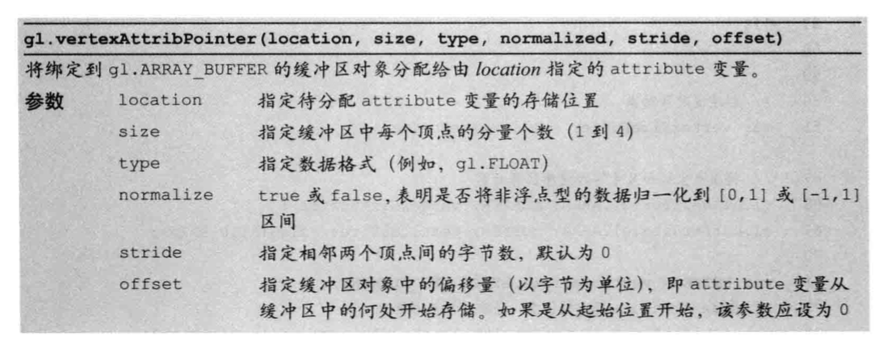 gl.vertexAttribPointer(location, size, type, normalized, stride, offset)
将绑定到 gl.ARRAY_BUFFER 的缓冲区对象分配给由 location 指定的 attribute 变量。
参数 location 指定待分配 attribute 变量的存储位置
size 指定缓冲区中每个顶点的分量个数（1 到 4）
type 指定数据格式（例如，gl.FLOAT）
normalize true 或 false，表明是否将非浮点型的数据归一化到 [0,1] 或 [-1,1]
区间
stride 指定相邻两个顶点间的字节数，默认为 0
offset 指定缓冲区对象中的偏移量（以字节为单位），即 attribute 变量从
缓冲区中的何处开始存储。如果是从起始位置开始，该参数应设为 0